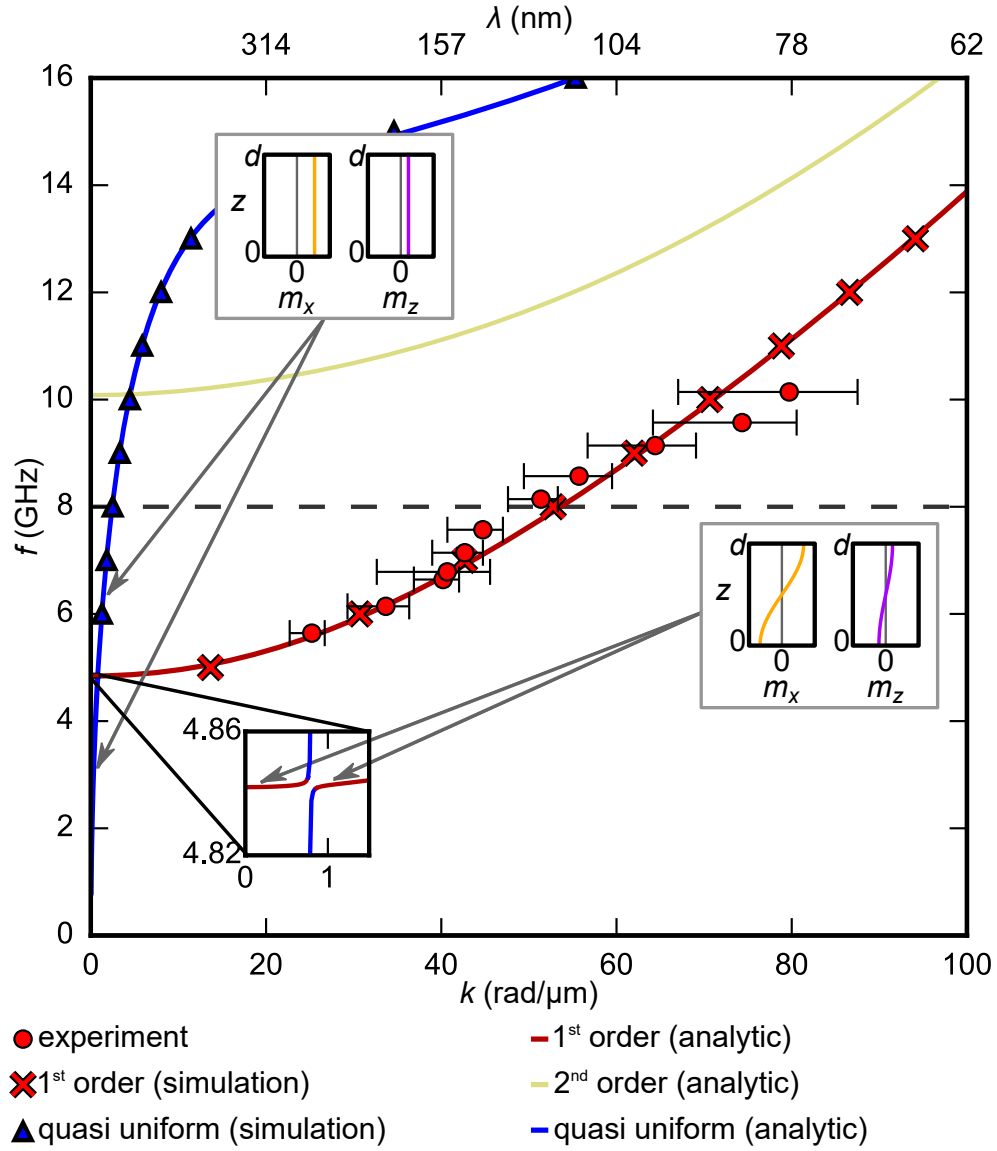 λ (nm)
314 157 104 78 62
16
14
12
10
8
6
4
2
0
f (GHz)
d d
z
0 0
0 0
mx mz
d d
z
0 0
0 0
mx mz
4.86
4.82
0 1
0 20 40 60 80 100
k (rad/µm)
experiment 1st order (analytic)
1st order (simulation) 2nd order (analytic)
quasi uniform (simulation) quasi uniform (analytic)